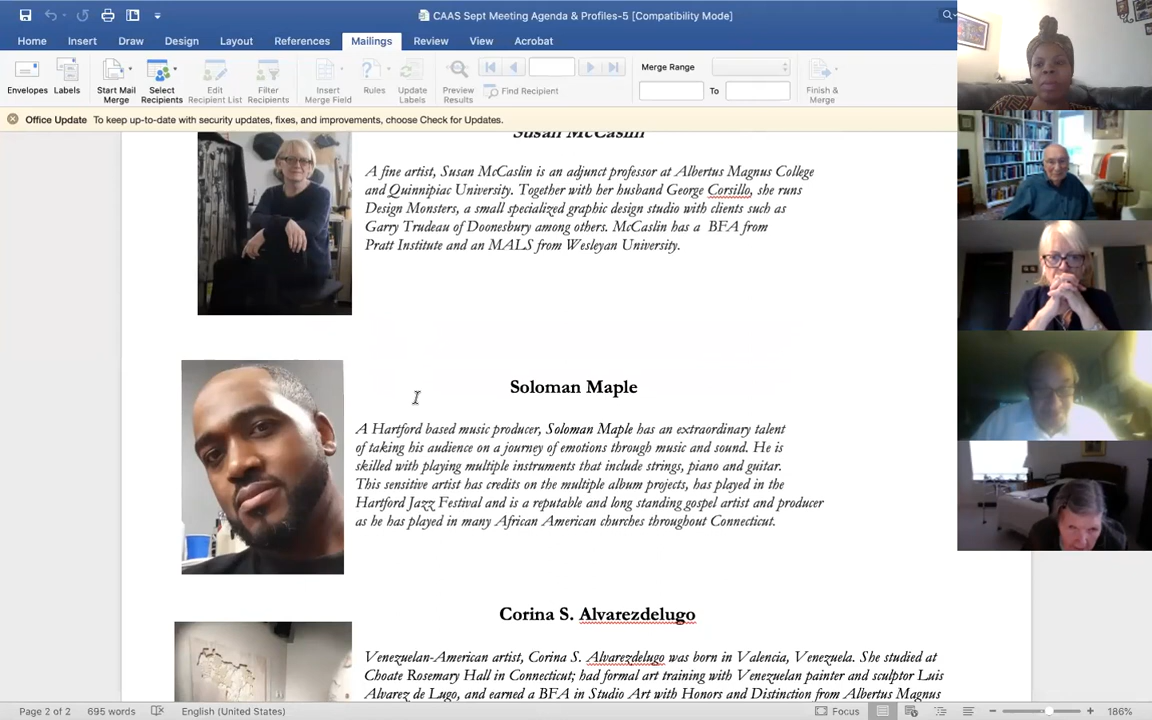 CAAS Sept Meeting Agenda & Profiles-5 [Compatibility Mode]
Home Insert Draw Design Layout References Mailings Review View Acrobat
Envelopes Labels Start Mail Merge Select Recipients Edit Recipient List Filter Recipients Insert Merge Field Rules Update Labels Preview Results Find Recipient Merge Range To Finish & Merge
Office Update To keep up-to-date with security updates, fixes, and improvements, choose Check for Updates.
Susan McCaslin
A fine artist, Susan McCaslin is an adjunct professor at Albertus Magnus College
and Quinnipiac University. Together with her husband George Corsillo, she runs
Design Monsters, a small specialized graphic design studio with clients such as
Garry Trudeau of Doonesbury among others. McCaslin has a BFA from
Pratt Institute and an MALS from Wesleyan University.
Soloman Maple
A Hartford based music producer, Soloman Maple has an extraordinary talent
of taking his audience on a journey of emotions through music and sound. He is
skilled with playing multiple instruments that include strings, piano and guitar.
This sensitive artist has credits on the multiple album projects, has played in the
Hartford Jazz Festival and is a reputable and long standing gospel artist and producer
as he has played in many African American churches throughout Connecticut.
Corina S. Alvarezdelugo
Venezuelan-American artist, Corina S. Alvarezdelugo was born in Valencia, Venezuela. She studied at
Choate Rosemary Hall in Connecticut; had formal art training with Venezuelan painter and sculptor Luis
Alvarez de Lugo, and earned a BFA in Studio Art with Honors and Distinction from Albertus Magnus
Page 2 of 2 695 words English (United States) Focus 186%